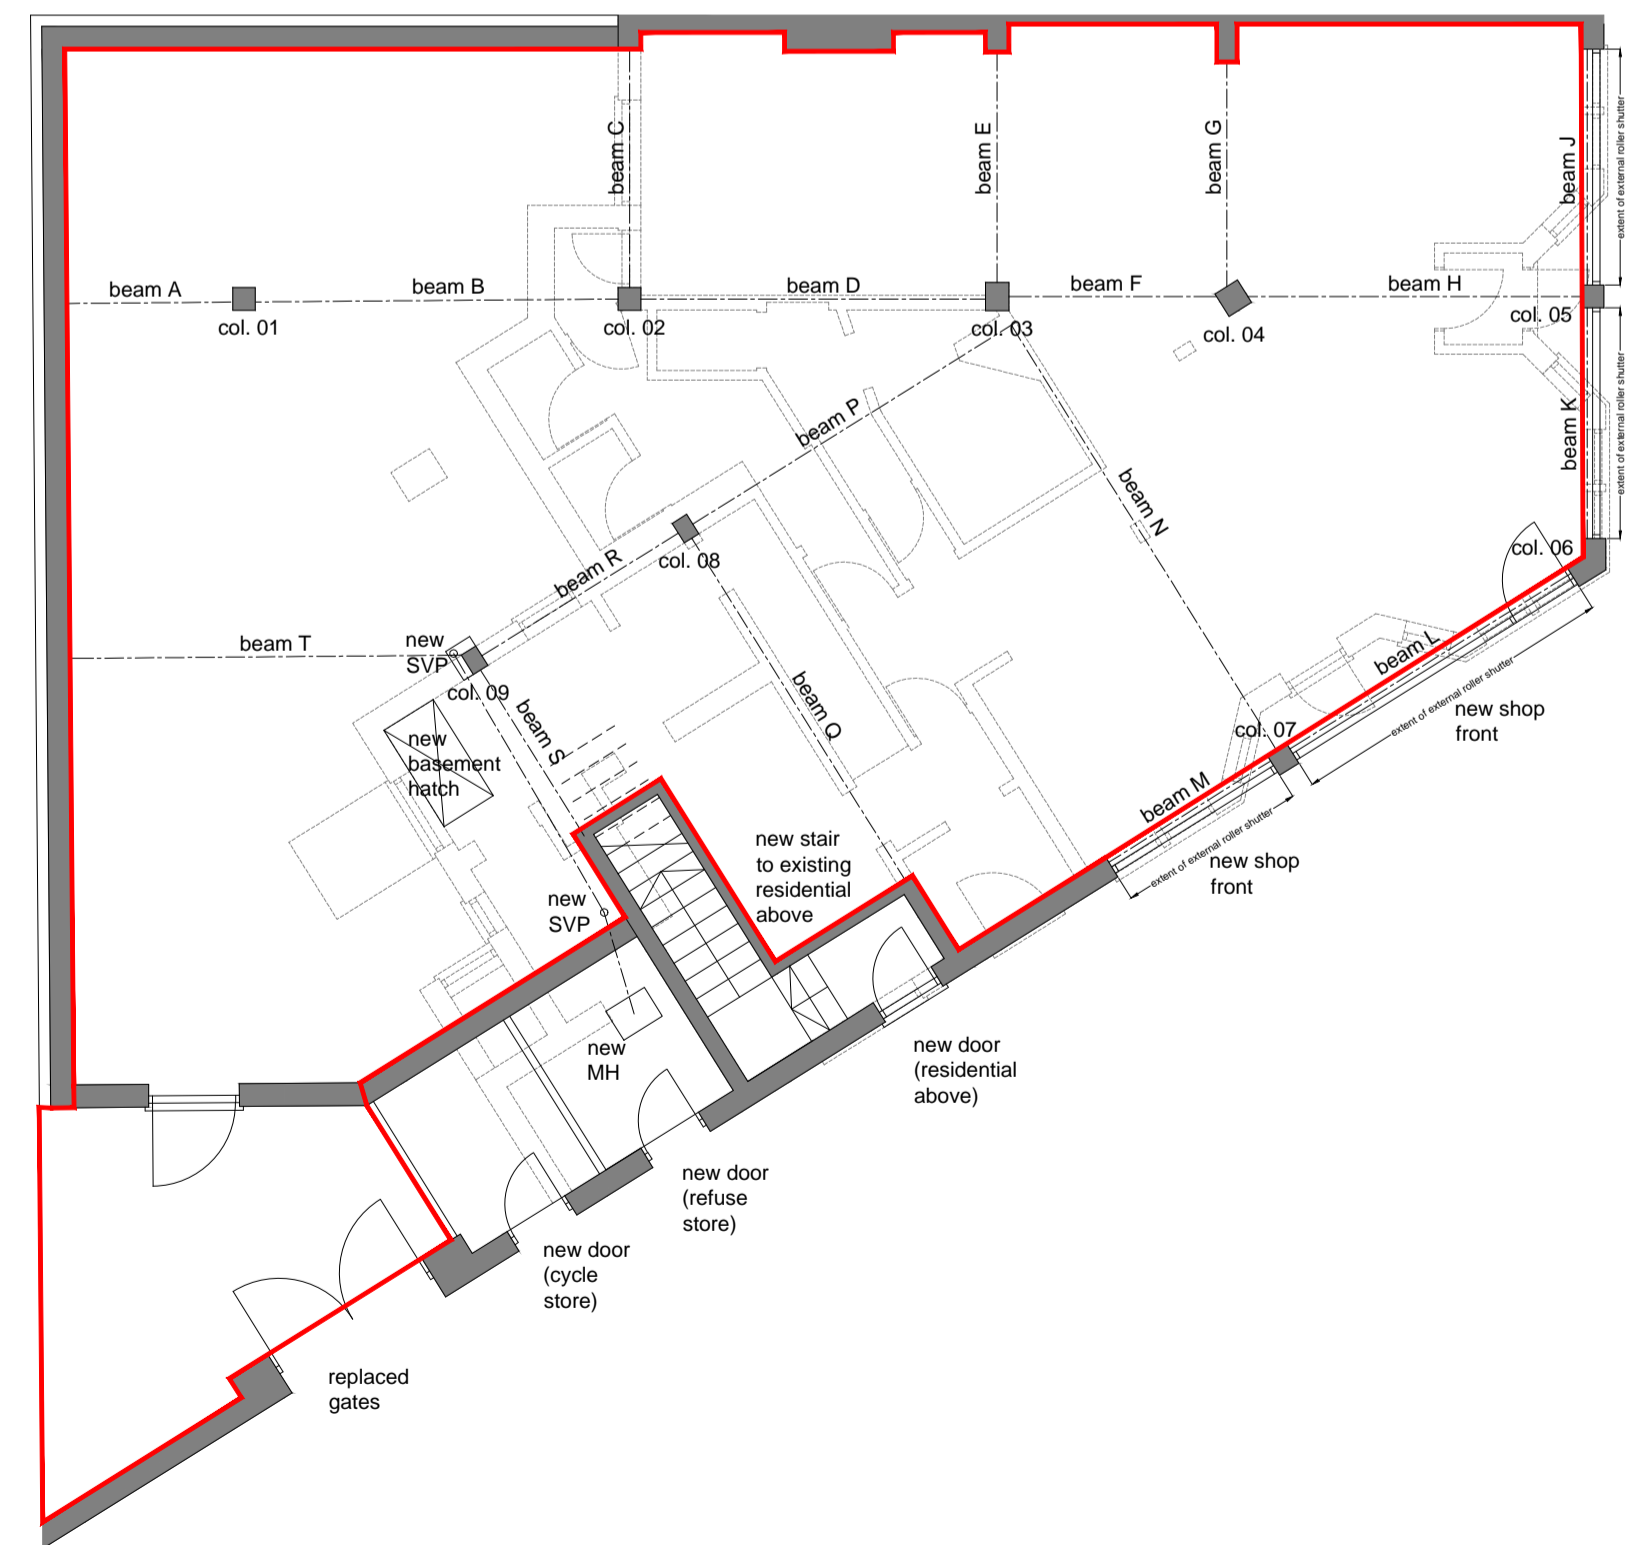 beam C
beam E
beam G
beam J
extent of external roller shutter
beam A
beam B
beam D
beam F
beam H
col. 01
col. 02
col. 03
col. 04
col. 05
beam P
beam K
extent of external roller shutter
beam N
col. 06
beam R
col. 08
beam T
new
SVP
col. 09
beam S
beam Q
beam L
extent of external roller shutter
new shop
front
col. 07
new
basement
hatch
beam M
extent of external roller shutter
new shop
front
new stair
to existing
residential
above
new
SVP
new
MH
new door
(residential
above)
new door
(refuse
store)
new door
(cycle
store)
replaced
gates